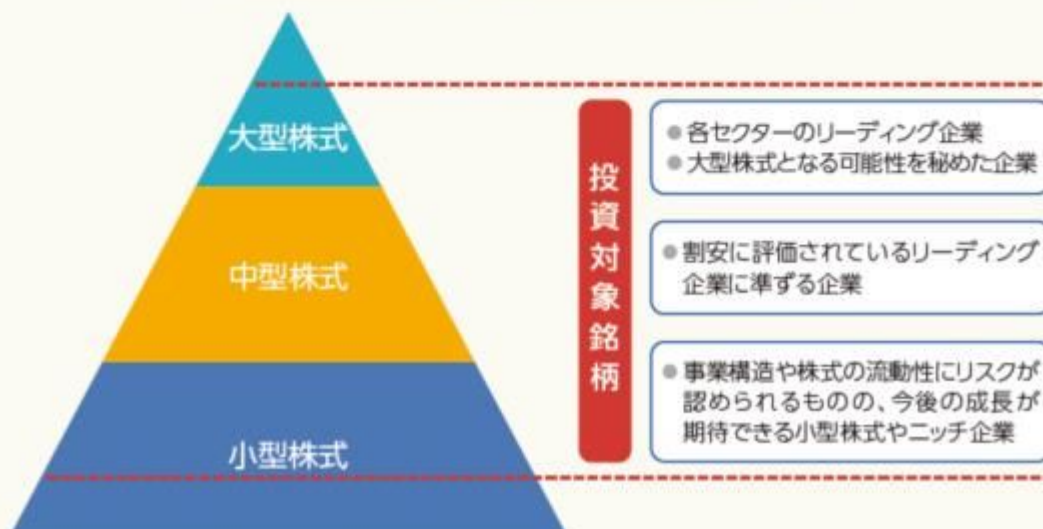 大型株式
中型株式
小型株式
投資対象銘柄
●各セクターのリーディング企業
●大型株式となる可能性を秘めた企業
●割安に評価されているリーディング
企業に準ずる企業
●事業構造や株式の流動性にリスクが
認められるものの、今後の成長が
期待できる小型株式やニッチ企業